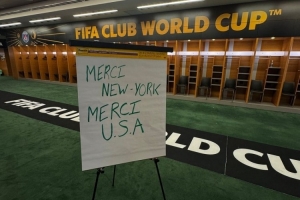 FIFA CLUB WORLD CUP™
MERCI
NEW-YORK
MERCI
U.S.A
FIFA CLUB WORLD CUP